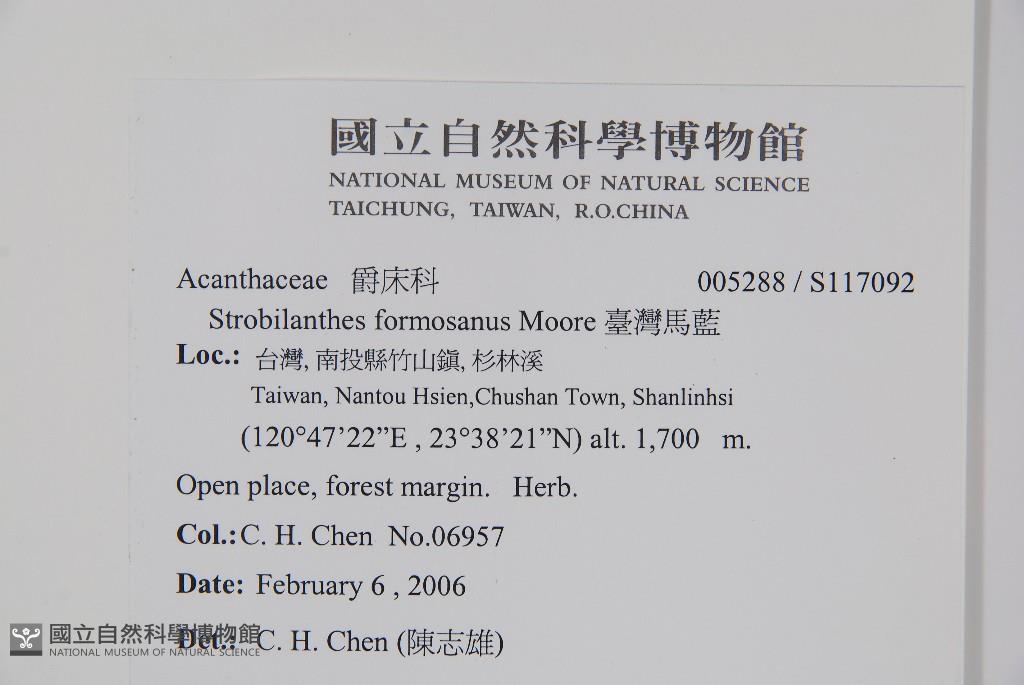 國立自然科學博物館
NATIONAL MUSEUM OF NATURAL SCIENCE
TAICHUNG, TAIWAN, R.O.CHINA
Acanthaceae 爵床科 005288 / S117092
Strobilanthes formosanus Moore 臺灣馬藍
Loc.: 台灣, 南投縣竹山鎭, 杉林溪
Taiwan, Nantou Hsien,Chushan Town, Shanlinhsi
(120°47’22”E , 23°38’21”N) alt. 1,700 m.
Open place, forest margin. Herb.
Col.:C. H. Chen No.06957
Date: February 6 , 2006
Det.: C. H. Chen (陳志雄)
國立自然科學博物館
NATIONAL MUSEUM OF NATURAL SCIENCE